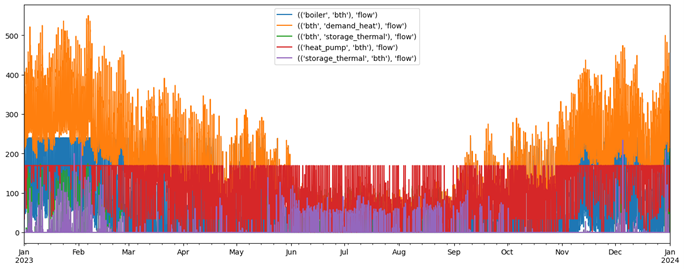 (('boiler', 'bth'), 'flow')
(('bth', 'demand_heat'), 'flow')
(('bth', 'storage_thermal'), 'flow')
(('heat_pump', 'bth'), 'flow')
(('storage_thermal', 'bth'), 'flow')
500
400
300
200
100
0
Jan Feb Mar Apr May Jun Jul Aug Sep Oct Nov Dec Jan
2023 2024